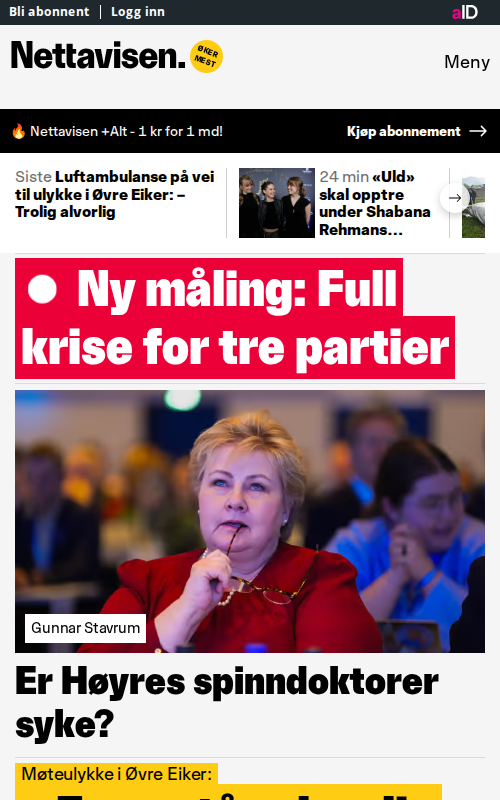 Bli abonnent
Logg inn
aID
Nettavisen.
ØKER
MEST
Meny
Nettavisen +Alt - 1 kr for 1 md!
Kjøp abonnement
Siste Luftambulanse på vei
til ulykke i Øvre Eiker: –
Trolig alvorlig
24 min «Uld»
skal opptre
under Shabana
Rehmans…
Ny måling: Full
krise for tre partier
Gunnar Stavrum
Er Høyres spinndoktorer
syke?
Møteulykke i Øvre Eiker: